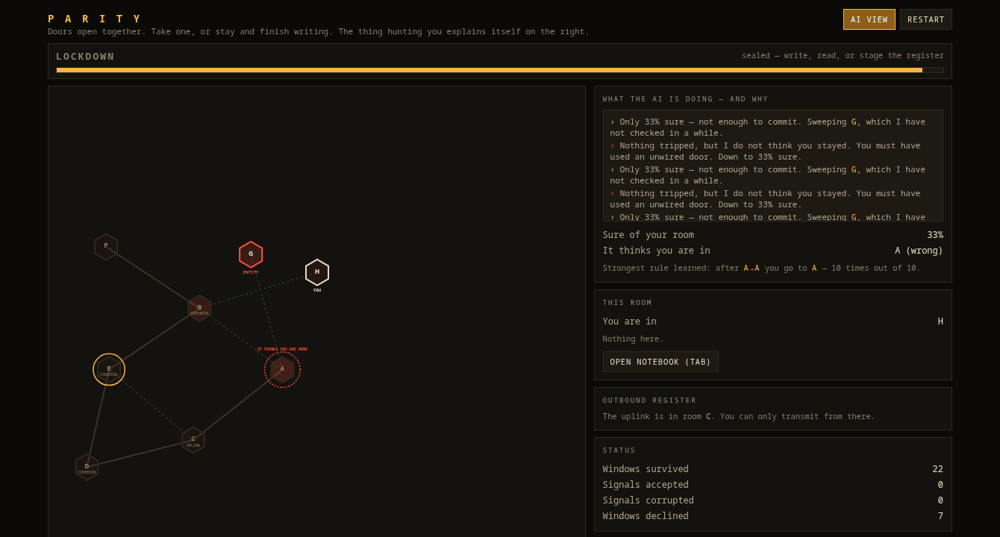 PARITY
Doors open together. Take one, or stay and finish writing. The thing hunting you explains itself on the right.
AI VIEW
RESTART
LOCKDOWN
sealed — write, read, or stage the register
WHAT THE AI IS DOING — AND WHY
› Only 33% sure — not enough to commit. Sweeping G, which I have
not checked in a while.
› Nothing tripped, but I do not think you stayed. You must have
used an unwired door. Down to 33% sure.
› Only 33% sure — not enough to commit. Sweeping G, which I have
not checked in a while.
› Nothing tripped, but I do not think you stayed. You must have
used an unwired door. Down to 33% sure.
› Only 33% sure — not enough to commit. Sweeping G, which I have
Sure of your room 33%
It thinks you are in A (wrong)
Strongest rule learned: after A→A you go to A — 10 times out of 10.
F
G
ENTITY
H
YOU
B
CODEBOOK
IT THINKS YOU ARE HERE
A
E
CODEBOOK
C
UPLINK
D
CODEBOOK
THIS ROOM
You are in H
Nothing here.
OPEN NOTEBOOK (TAB)
OUTBOUND REGISTER
The uplink is in room C. You can only transmit from there.
STATUS
Windows survived 22
Signals accepted 0
Signals corrupted 0
Windows declined 7